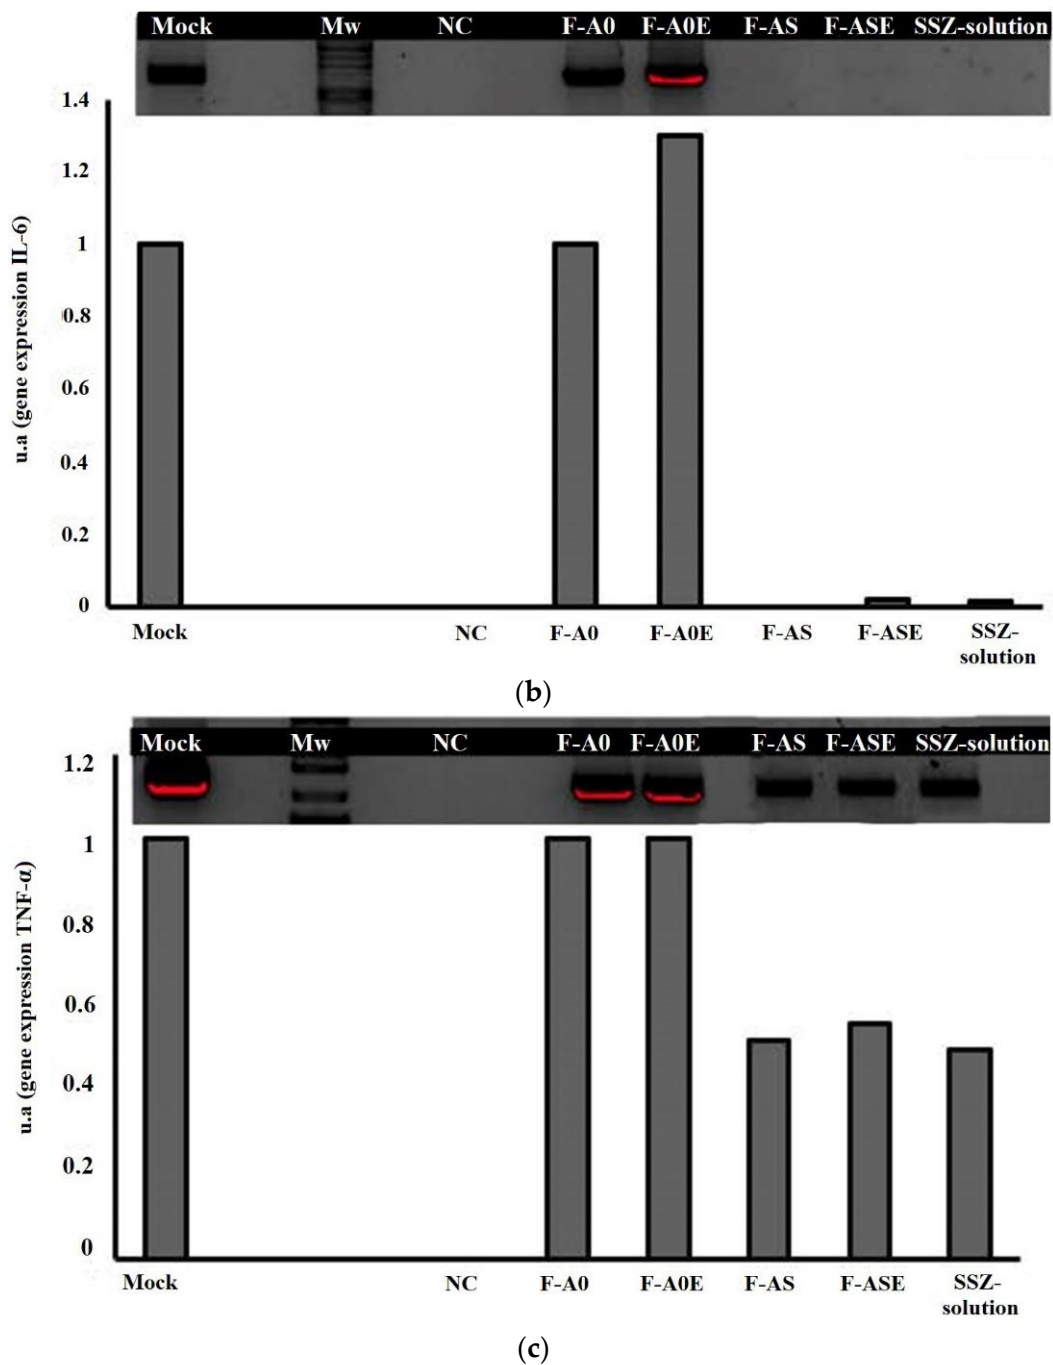 Mock Mw NC F-A0 F-A0E F-AS F-ASE SSZ-solution
1.4
1.2
1
0.8
0.6
0.4
0.2
0
u.a (gene expression IL-6)
Mock NC F-A0 F-A0E F-AS F-ASE SSZ-
solution
(b)
Mock Mw NC F-A0 F-A0E F-AS F-ASE SSZ-solution
1.2
1
0.8
0.6
0.4
0.2
0
u.a (gene expression TNF-α)
Mock NC F-A0 F-A0E F-AS F-ASE SSZ-
solution
(c)